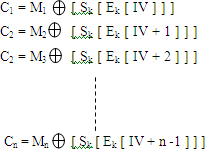 C₁ = M₁ ⊕ [ Sₖ [ Eₖ [ IV ] ] ]
C₂ = M₂ ⊕ [ Sₖ [ Eₖ [ IV + 1 ] ] ]
C₂ = M₃ ⊕ [ Sₖ [ Eₖ [ IV + 2 ] ] ]
Cₙ = Mₙ ⊕ [ Sₖ [ Eₖ [ IV + n -1 ] ] ]